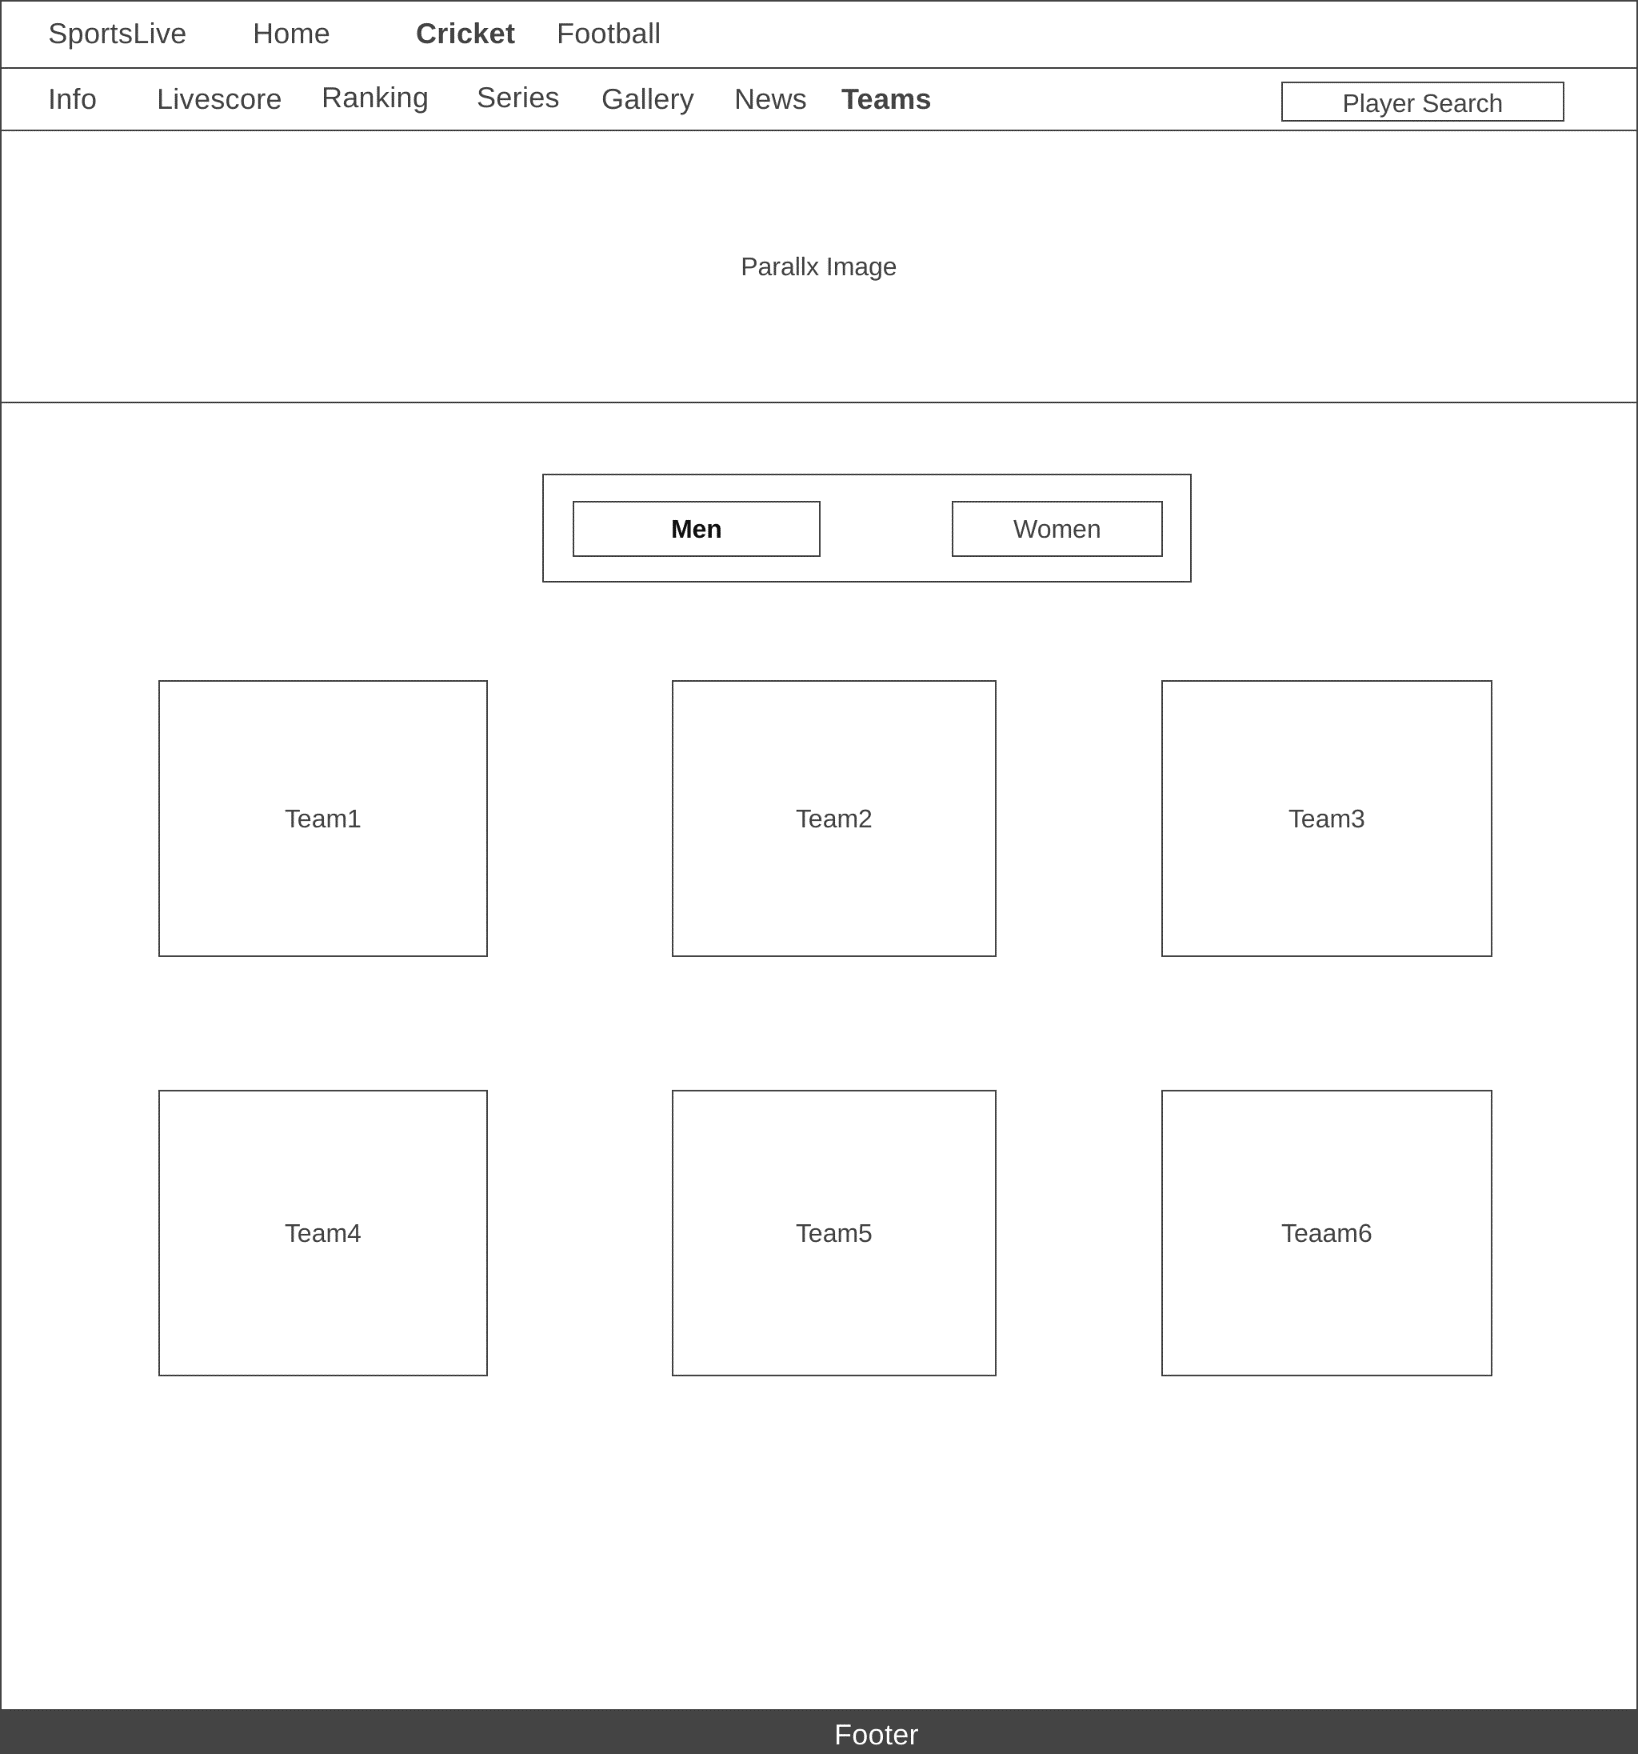 SportsLive Home Cricket Football
Info Livescore Ranking Series Gallery News Teams Player Search
Parallx Image
Men Women
Team1 Team2 Team3
Team4 Team5 Teaam6
Footer